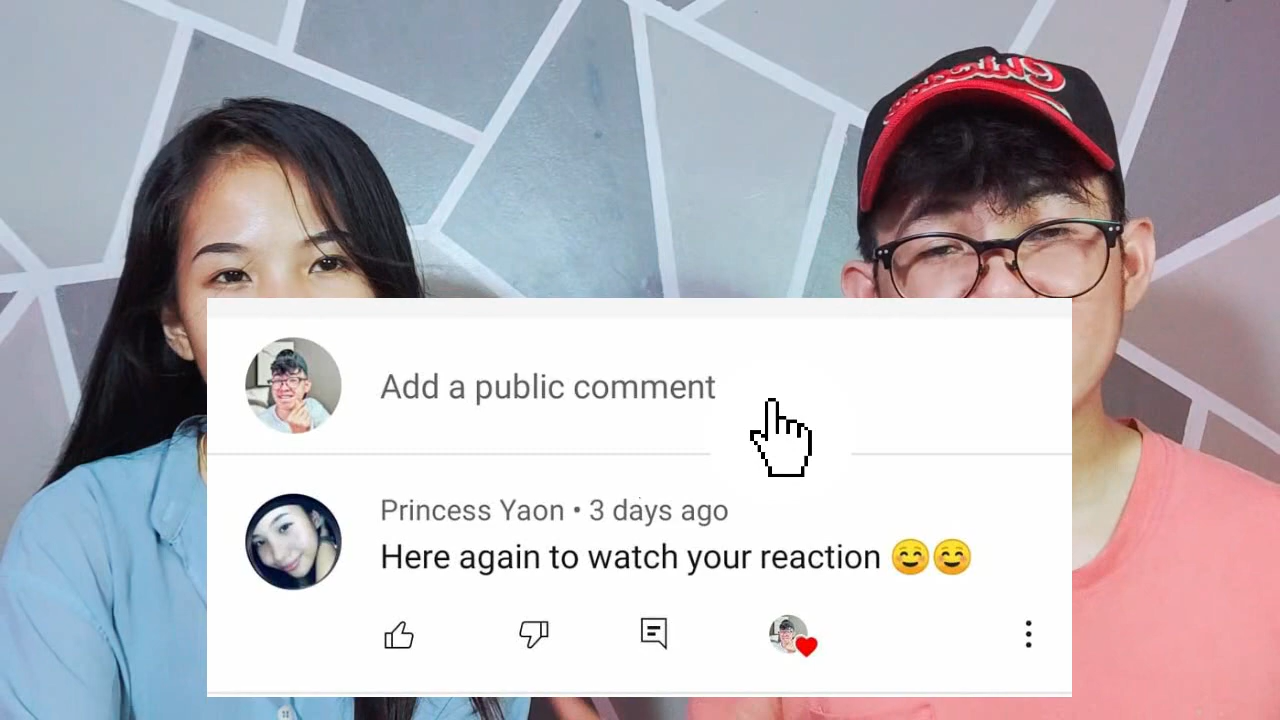 Add a public comment
Princess Yaon • 3 days ago
Here again to watch your reaction ☺️☺️